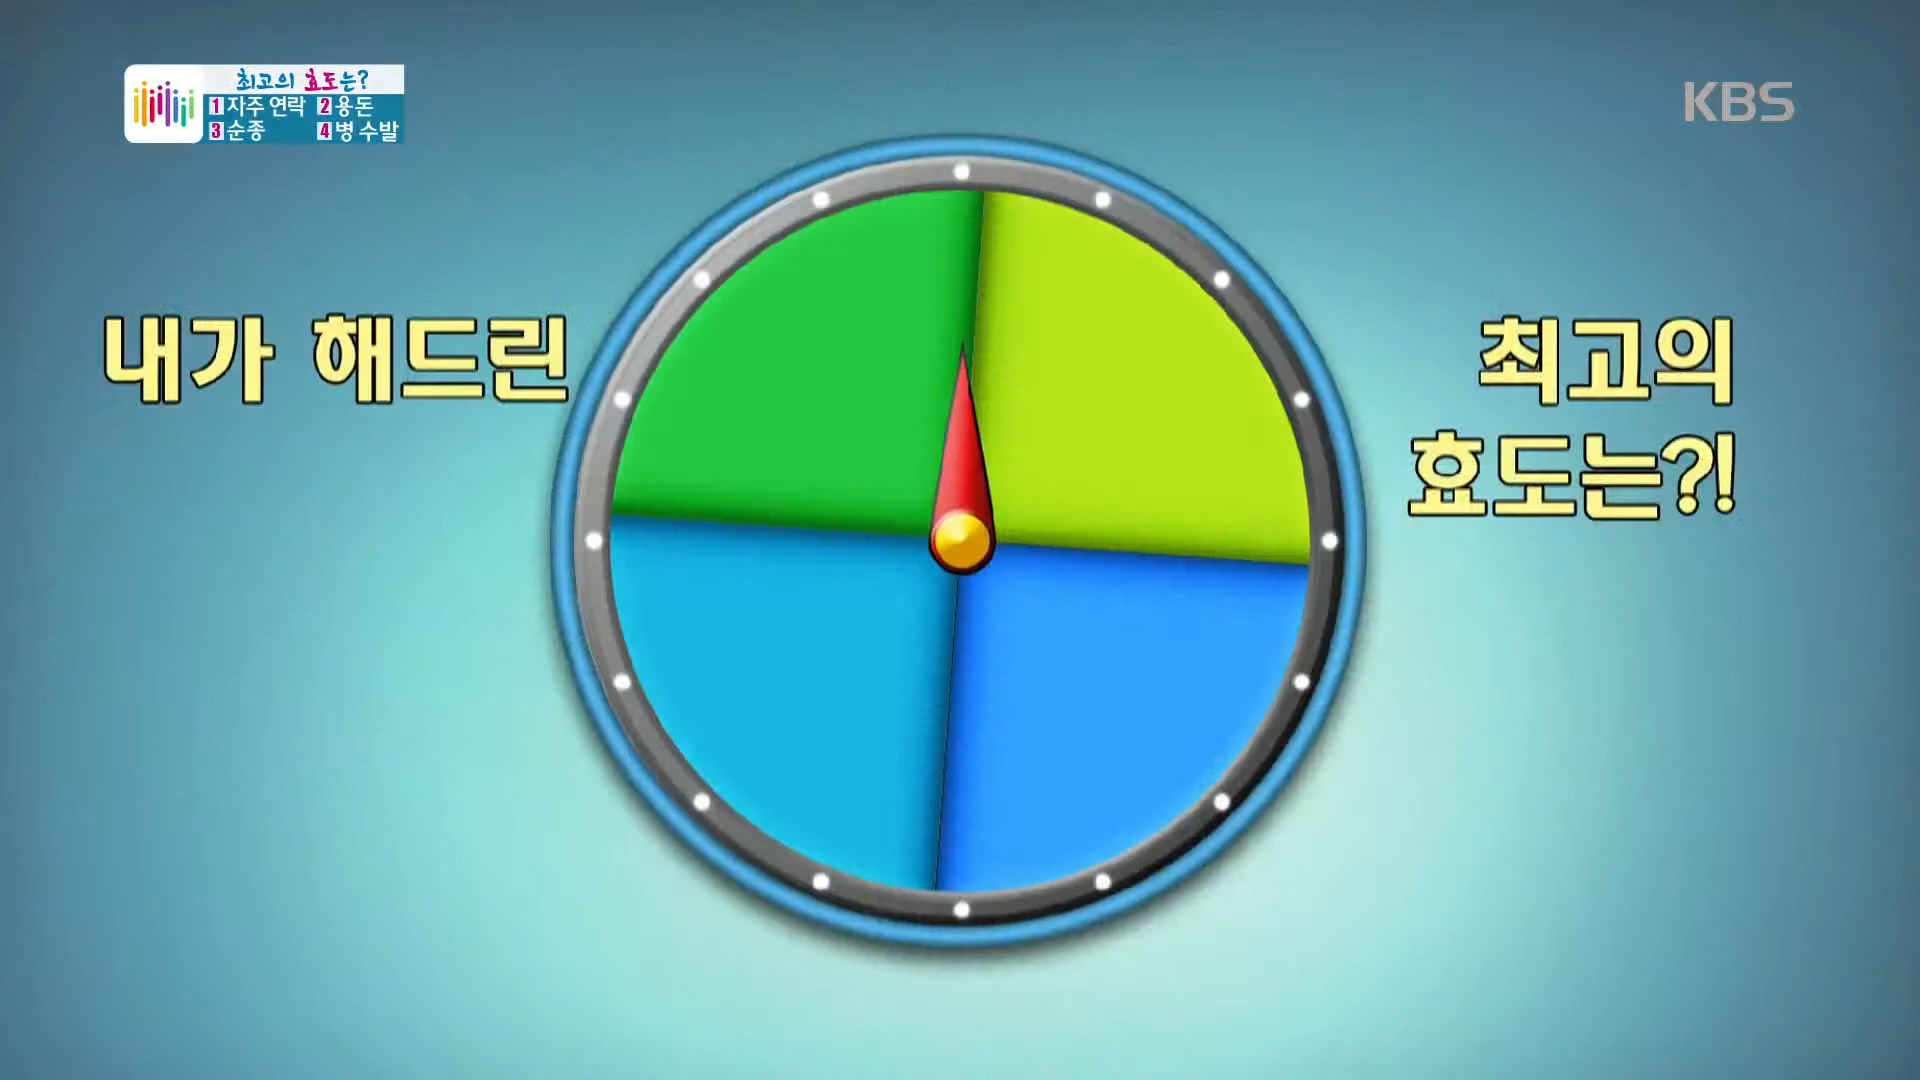 최고의 효도는?
1 자주 연락 2 용돈
3 순종 4 병 수발
KBS
내가 해드린
최고의
효도는?!